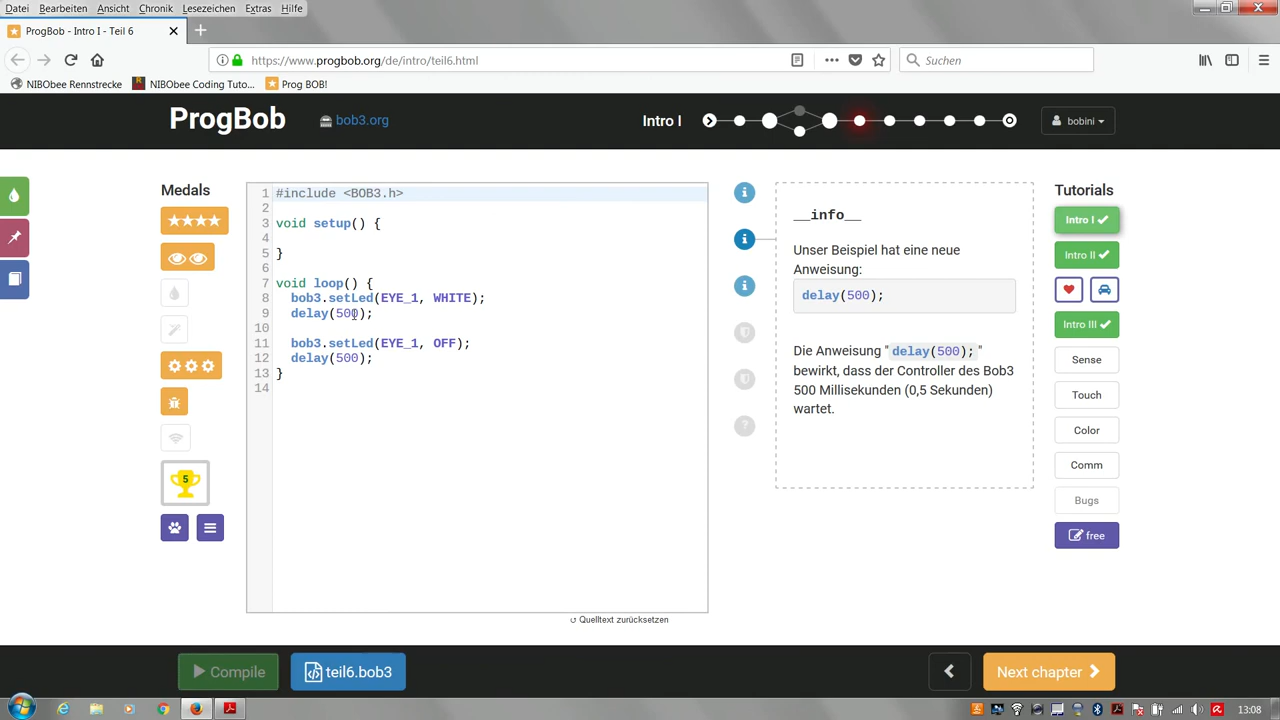 Datei Bearbeiten Ansicht Chronik Lesezeichen Extras Hilfe
ProgBob - Intro I - Teil 6
https://www.progbob.org/de/intro/teil6.html
Suchen
NIBObee Rennstrecke NIBObee Coding Tuto... Prog BOB!
ProgBob bob3.org Intro I bobini
Medals
5
1 #include <BOB3.h>
2
3 void setup() {
4
5 }
6
7 void loop() {
8 bob3.setLed(EYE_1, WHITE);
9 delay(500);
10
11 bob3.setLed(EYE_1, OFF);
12 delay(500);
13 }
14
Quelltext zurücksetzen
__info__
Unser Beispiel hat eine neue
Anweisung:
delay(500);
Die Anweisung "delay(500);"
bewirkt, dass der Controller des Bob3
500 Millisekunden (0,5 Sekunden)
wartet.
Tutorials
Intro I
Intro II
Intro III
Sense
Touch
Color
Comm
Bugs
free
Compile teil6.bob3 Next chapter
13:08